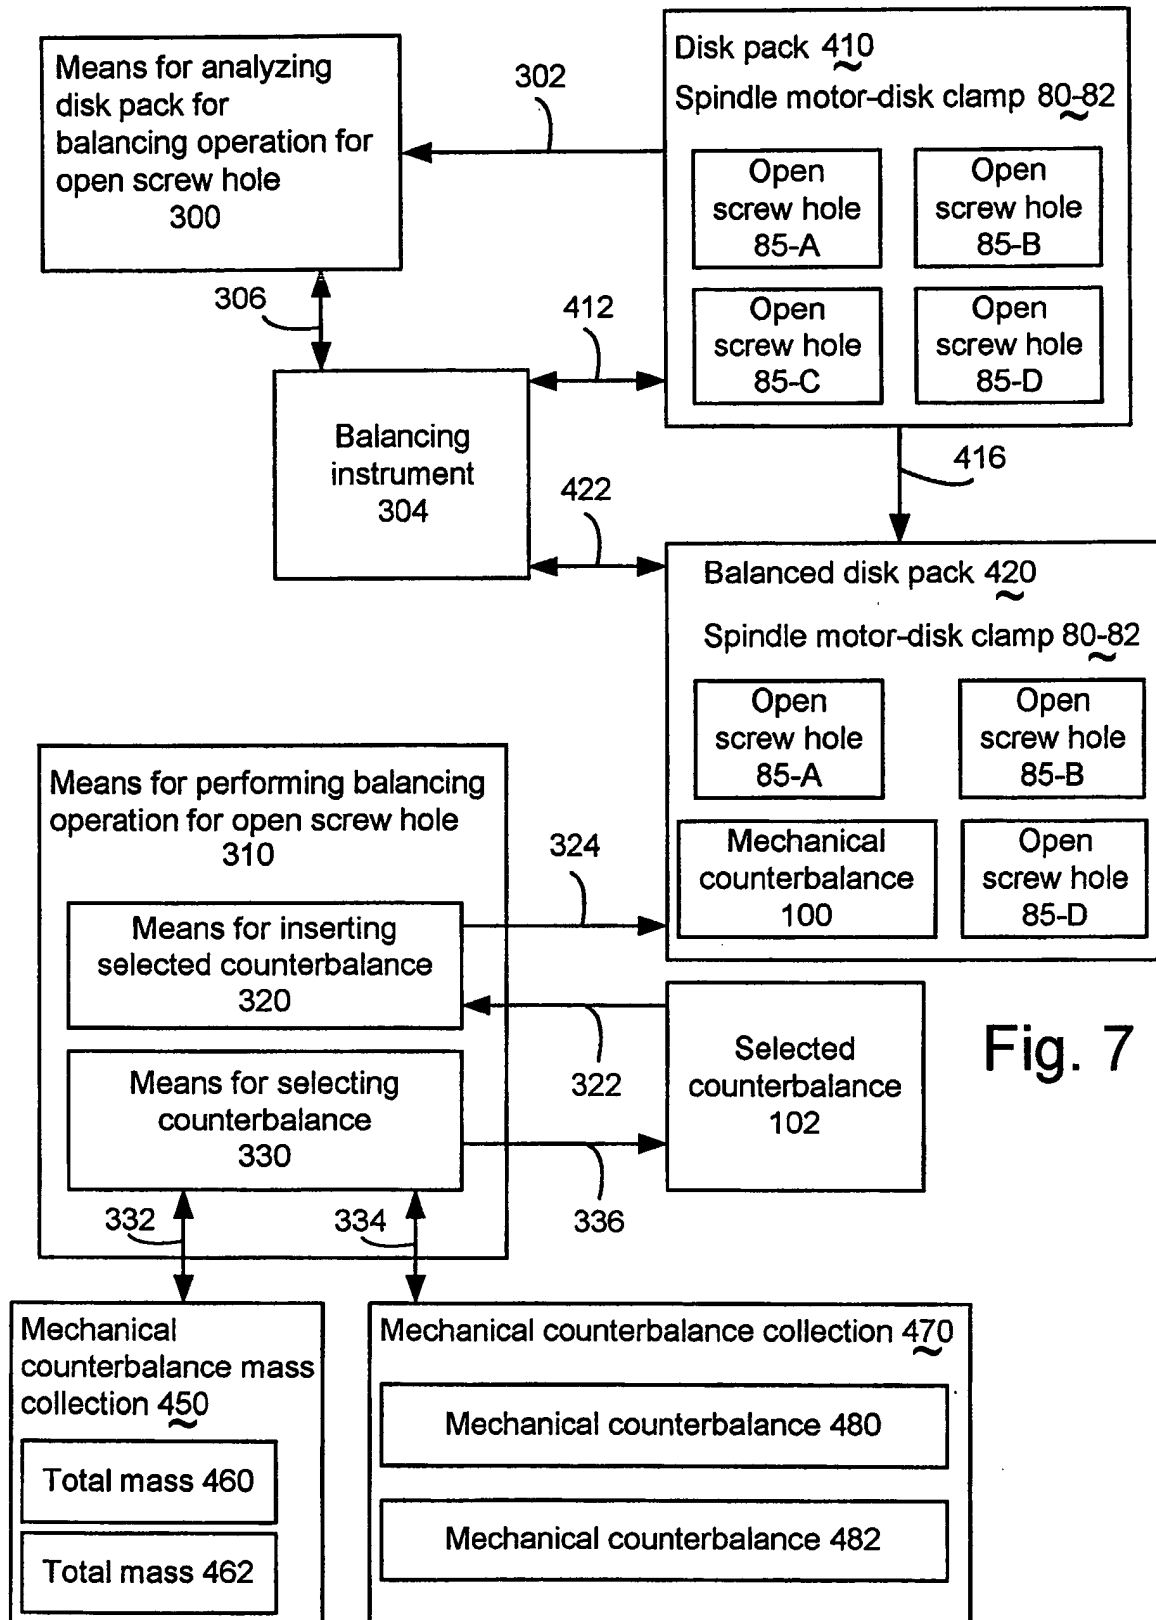 Means for analyzing
disk pack for
balancing operation for
open screw hole
300
302
Disk pack 410
Spindle motor-disk clamp 80-82
Open
screw hole
85-A
Open
screw hole
85-B
Open
screw hole
85-C
Open
screw hole
85-D
306
412
Balancing
instrument
304
416
422
Balanced disk pack 420
Spindle motor-disk clamp 80-82
Open
screw hole
85-A
Open
screw hole
85-B
Mechanical
counterbalance
100
Open
screw hole
85-D
Means for performing balancing
operation for open screw hole
310
324
Means for inserting
selected counterbalance
320
322
Means for selecting
counterbalance
330
336
Selected
counterbalance
102
Fig. 7
332
334
Mechanical
counterbalance mass
collection 450
Total mass 460
Total mass 462
Mechanical counterbalance collection 470
Mechanical counterbalance 480
Mechanical counterbalance 482